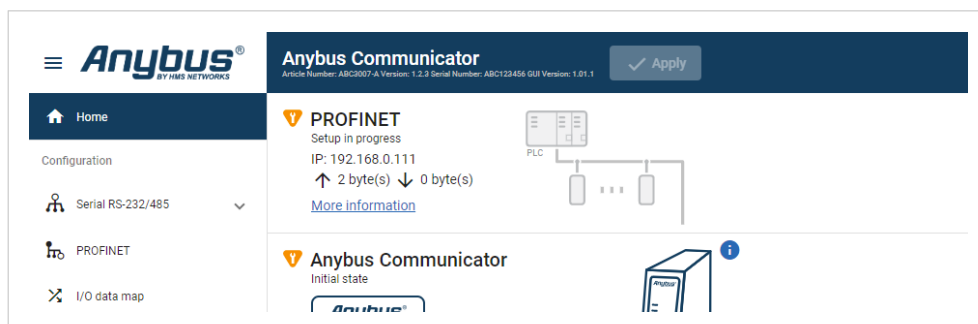 Anybus®
BY HMS NETWORKS
Anybus Communicator
Article Number: ABC3007-A Version: 1.2.3 Serial Number: ABC123456 GUI Version: 1.01.1
Apply
Home
Configuration
Serial RS-232/485
PROFINET
I/O data map
PROFINET
Setup in progress
IP: 192.168.0.111
2 byte(s) 0 byte(s)
More information
PLC
Anybus Communicator
Initial state
Anybus®
Anybus
i